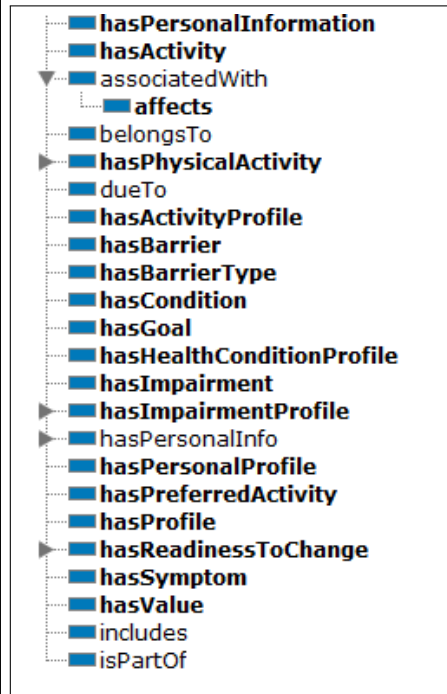 hasPersonalInformation
hasActivity
associatedWith
affects
belongsTo
hasPhysicalActivity
dueTo
hasActivityProfile
hasBarrier
hasBarrierType
hasCondition
hasGoal
hasHealthConditionProfile
hasImpairment
hasImpairmentProfile
hasPersonalInfo
hasPersonalProfile
hasPreferredActivity
hasProfile
hasReadinessToChange
hasSymptom
hasValue
includes
isPartOf